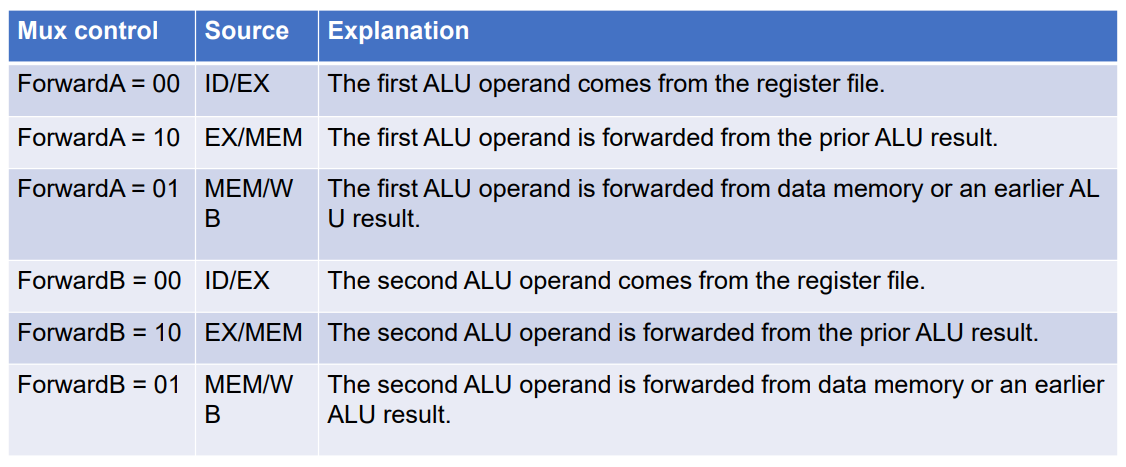 Mux control Source Explanation
ForwardA = 00 ID/EX The first ALU operand comes from the register file.
ForwardA = 10 EX/MEM The first ALU operand is forwarded from the prior ALU result.
ForwardA = 01 MEM/W The first ALU operand is forwarded from data memory or an earlier AL
B U result.
ForwardB = 00 ID/EX The second ALU operand comes from the register file.
ForwardB = 10 EX/MEM The second ALU operand is forwarded from the prior ALU result.
ForwardB = 01 MEM/W The second ALU operand is forwarded from data memory or an earlier
B ALU result.